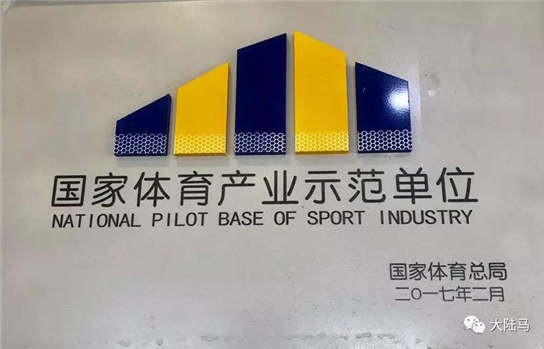 国家体育产业示范单位
NATIONAL PILOT BASE OF SPORT INDUSTRY
国家体育总局
二〇一七年二月
大陆马